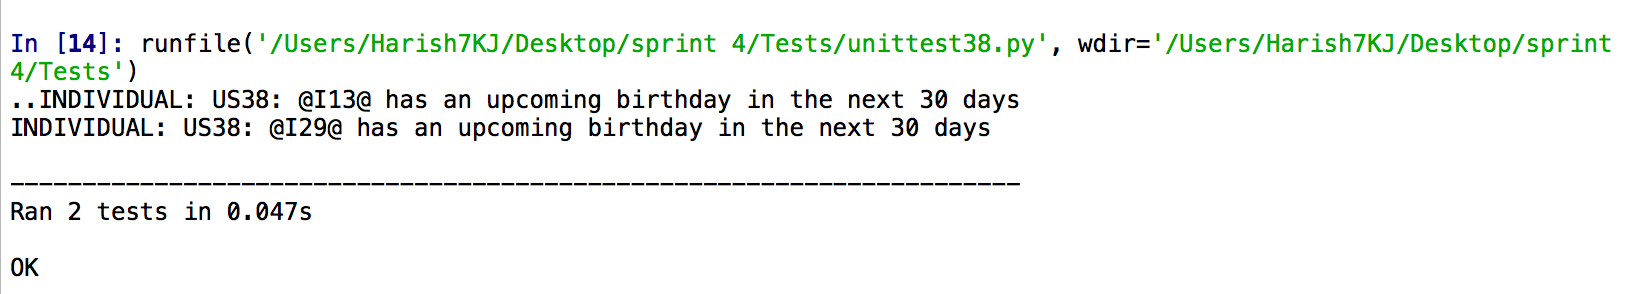 In [14]: runfile('/Users/Harish7KJ/Desktop/sprint 4/Tests/unittest38.py', wdir='/Users/Harish7KJ/Desktop/sprint
4/Tests')
..INDIVIDUAL: US38: @I13@ has an upcoming birthday in the next 30 days
INDIVIDUAL: US38: @I29@ has an upcoming birthday in the next 30 days
----------------------------------------------------------------------
Ran 2 tests in 0.047s
OK